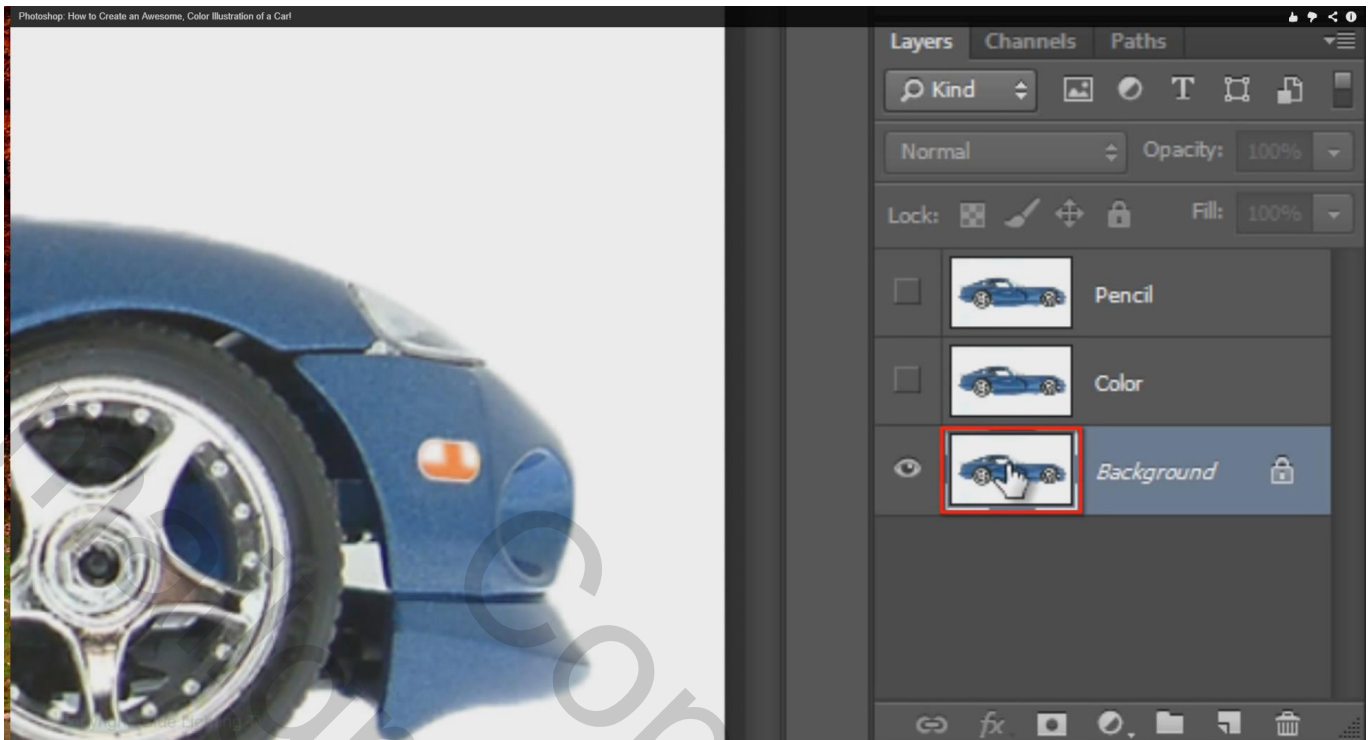 Photoshop: How to Create an Awesome, Color Illustration of a Car!
Layers Channels Paths
Kind
Normal Opacity: 100%
Lock: Fill: 100%
Pencil
Color
Background
fx